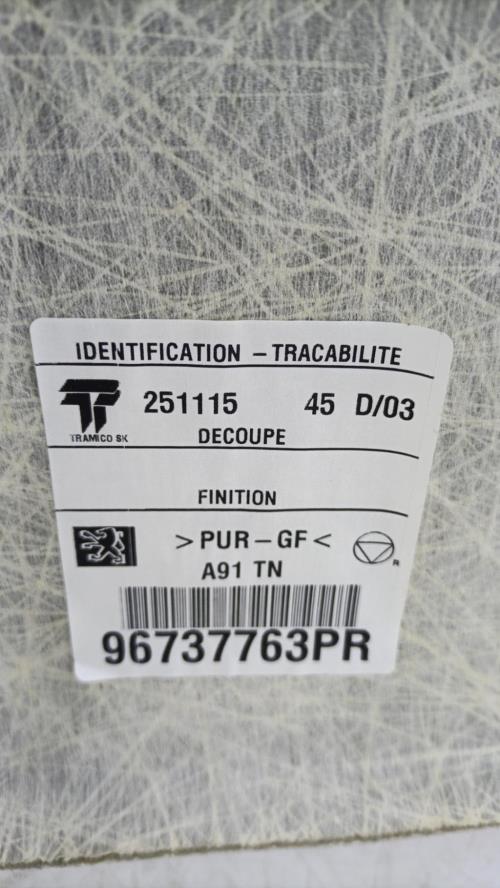 IDENTIFICATION – TRACABILITE
251115 45 D/03
TRAMICO SK
DECOUPE
FINITION
>PUR–GF<
R
A91 TN
96737763PR